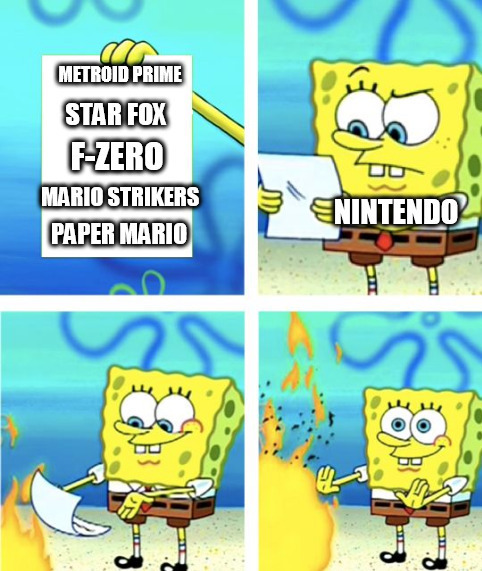 METROID PRIME
STAR FOX
F-ZERO
MARIO STRIKERS
PAPER MARIO
NINTENDO